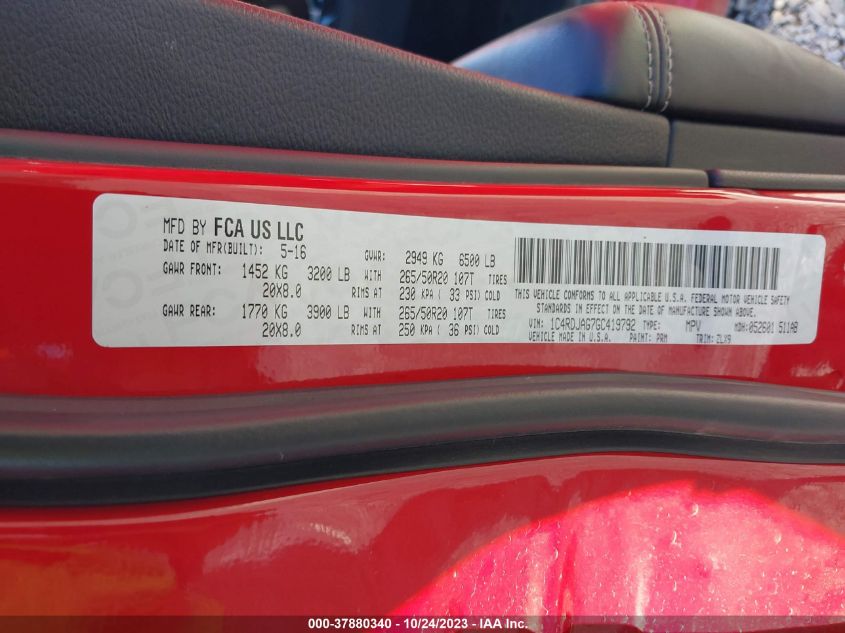 MFD BY FCA US LLC
DATE OF MFR(BUILT): 5-16 GVWR: 2949 KG 6500 LB
GAWR FRONT: 1452 KG 3200 LB WITH 265/50R20 107T TIRES
20X8.0 RIMS AT 230 KPA ( 33 PSI) COLD
GAWR REAR: 1770 KG 3900 LB WITH 265/50R20 107T TIRES
20X8.0 RIMS AT 250 KPA ( 36 PSI) COLD
THIS VEHICLE CONFORMS TO ALL APPLICABLE U.S.A. FEDERAL MOTOR VEHICLE SAFETY
STANDARDS IN EFFECT ON THE DATE OF MANUFACTURE SHOWN ABOVE.
VIN: 1C4RDJAG7GC419792 TYPE: MPV MDH: 052601 511AB
VEHICLE MADE IN U.S.A. PAINT: PRM TRIM: ZLX9
000-37880340 - 10/24/2023 - IAA Inc.